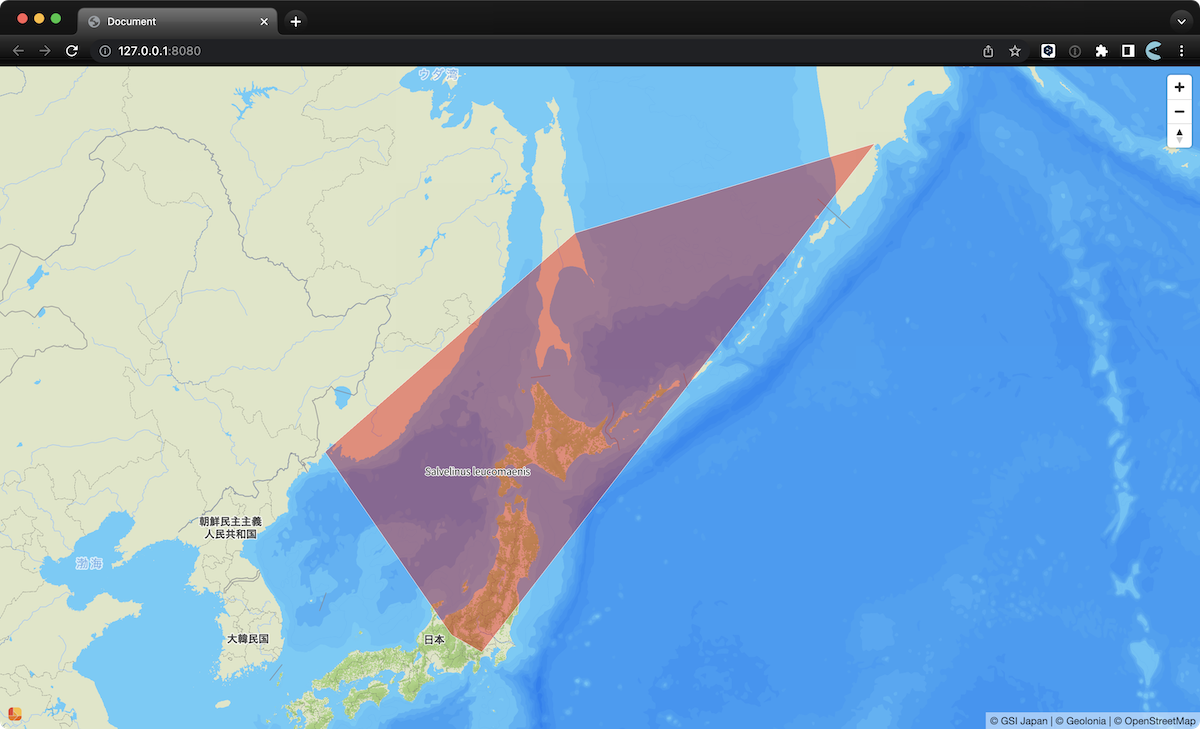 Document
127.0.0.1:8080
ウダ湾
Salvelinus leucomaenis
朝鮮民主主義
人民共和国
渤海
大韓民国
日本
© GSI Japan | © Geolonia | © OpenStreetMap